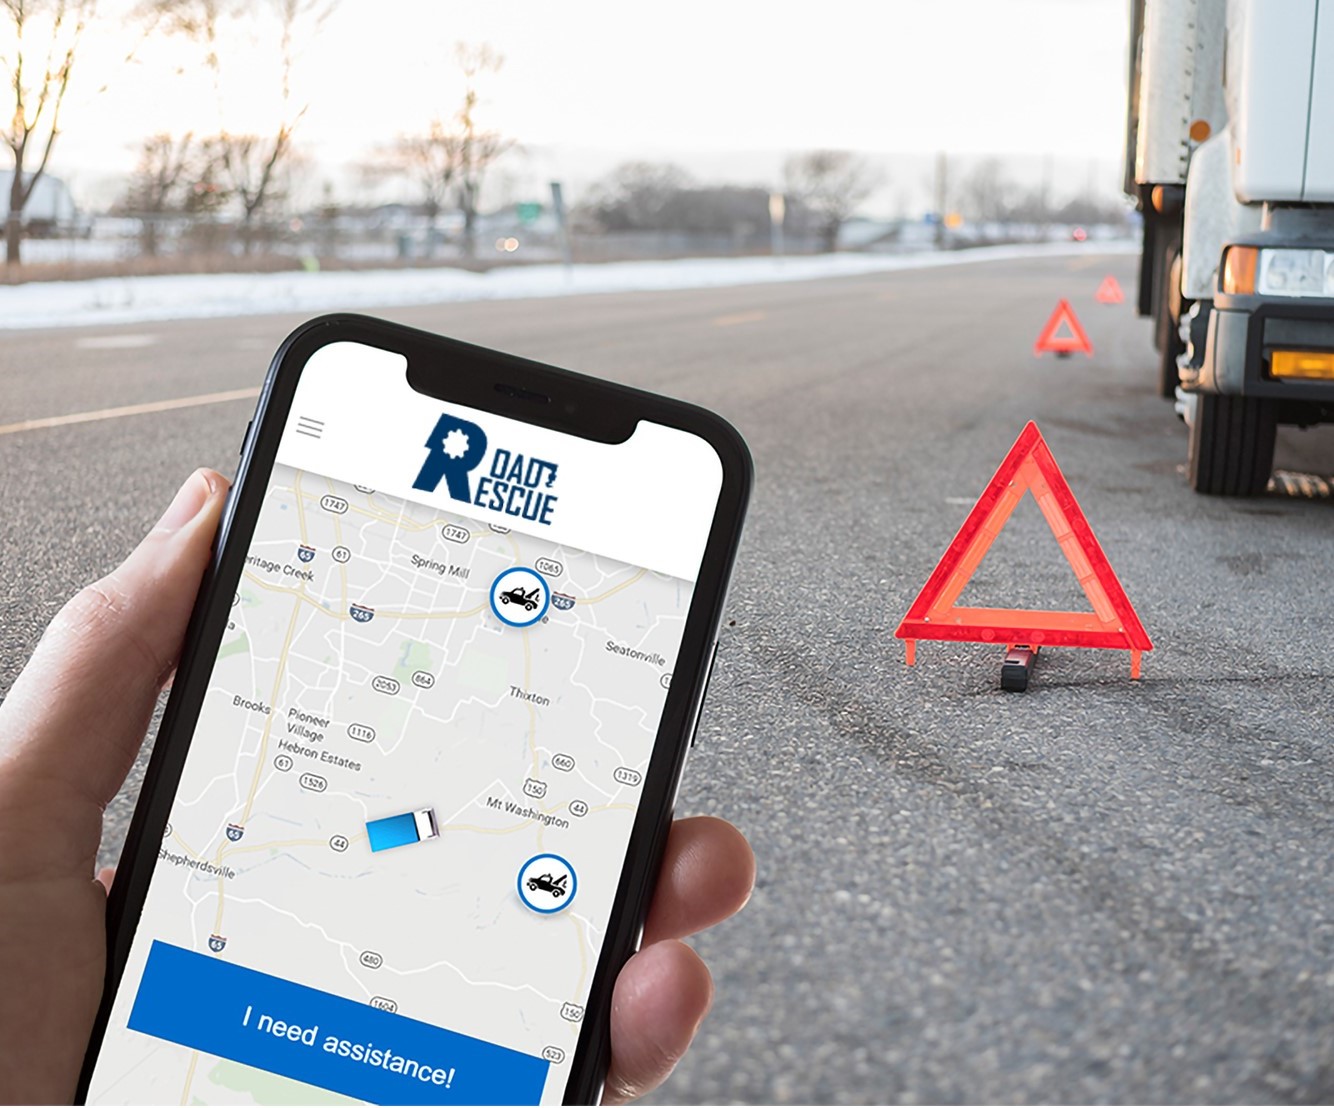 ROAD
RESCUE
1747
1747
65
61
1065
Spring Mill
eritage Creek
265
265
e
Seatonville
a
2053
864
Thixton
Brooks
Pioneer
Village
1116
Hebron Estates
61
1526
660
1319
150
44
Mt Washington
65
44
Shepherdsville
65
480
1604
150
523
I need assistance!